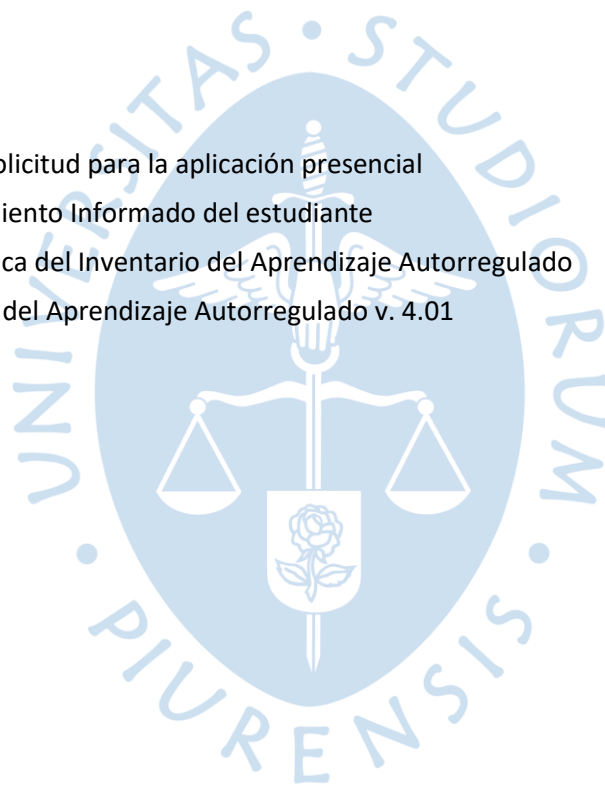 olicitud para la aplicación presencial
iento Informado del estudiante
ca del Inventario del Aprendizaje Autorregulado
del Aprendizaje Autorregulado v. 4.01
UNIVERSITAS • STUDIORUM • PIURENSIS •